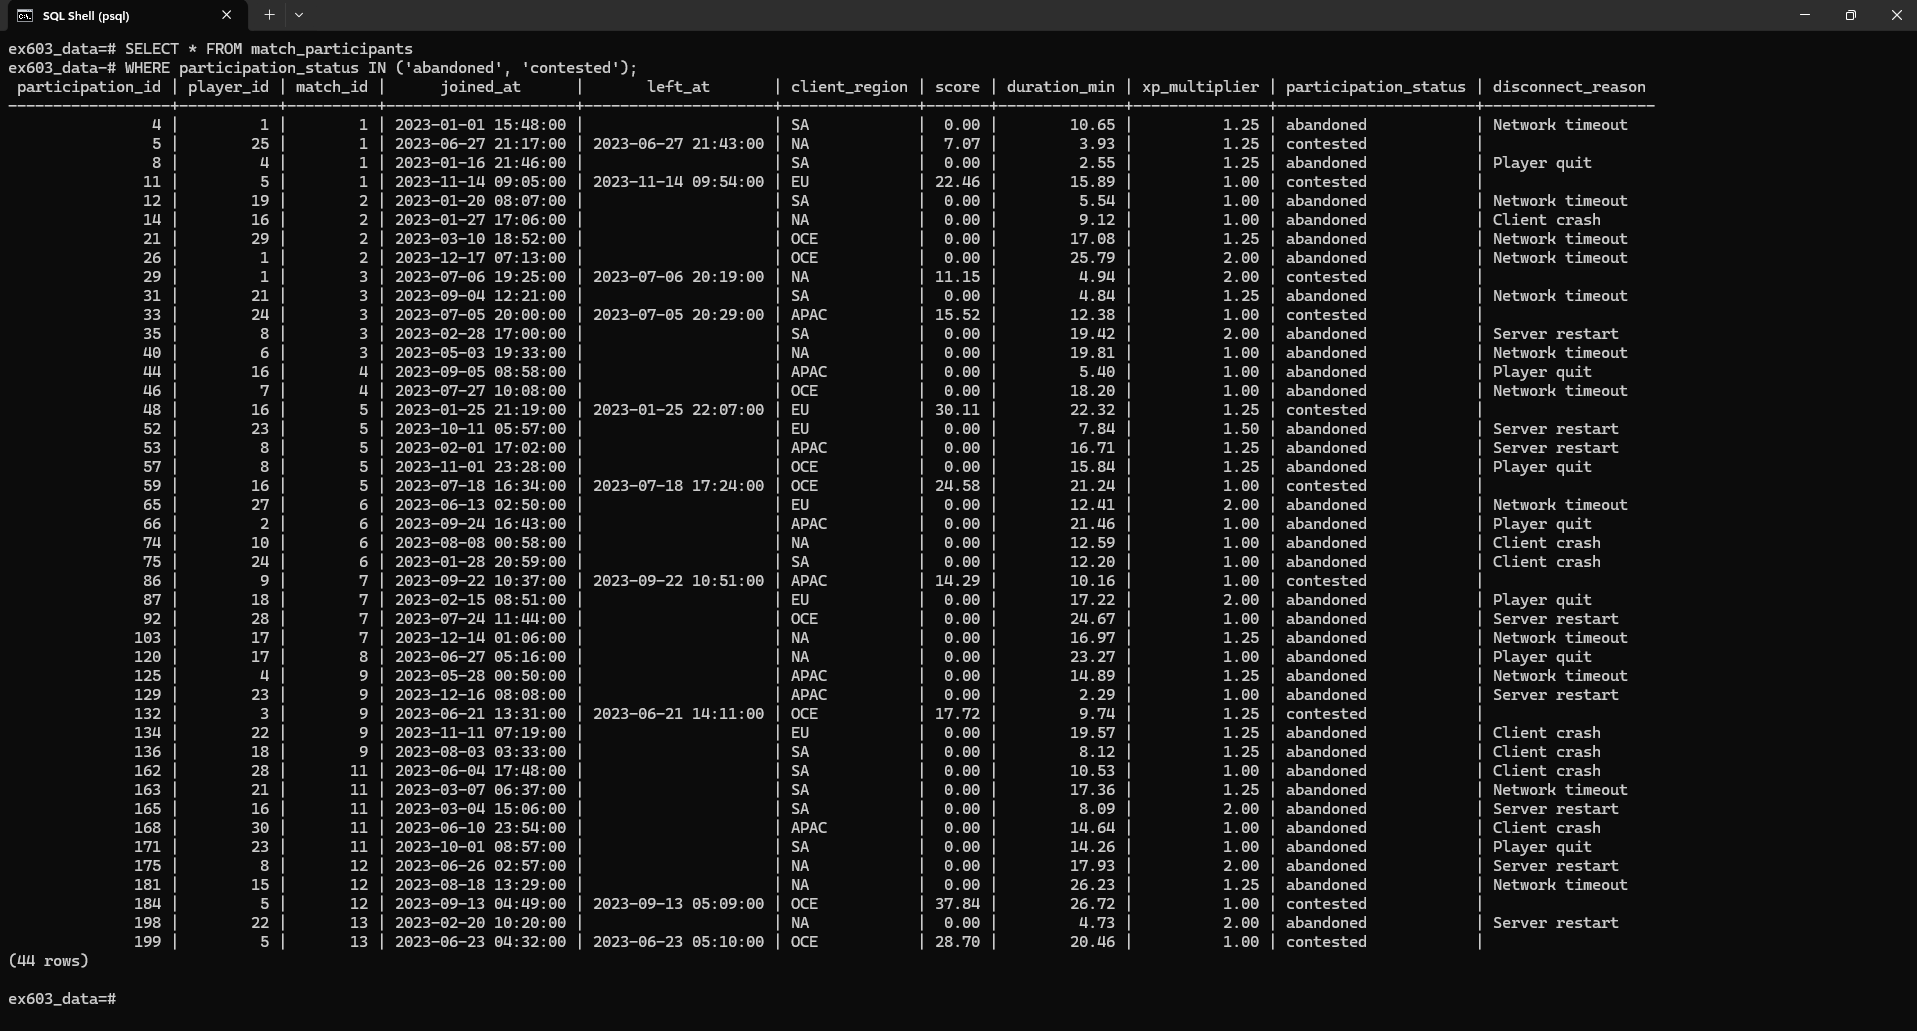 SQL Shell (psql)
ex603_data=# SELECT * FROM match_participants
ex603_data-# WHERE participation_status IN ('abandoned', 'contested');
participation_id | player_id | match_id | joined_at | left_at | client_region | score | duration_min | xp_multiplier | participation_status | disconnect_reason
4 | 1 | 1 | 2023-01-01 15:48:00 | | SA | 0.00 | 10.65 | 1.25 | abandoned | Network timeout
5 | 25 | 1 | 2023-06-27 21:17:00 | 2023-06-27 21:43:00 | NA | 7.07 | 3.93 | 1.25 | contested |
8 | 4 | 1 | 2023-01-16 21:46:00 | | SA | 0.00 | 2.55 | 1.25 | abandoned | Player quit
11 | 5 | 1 | 2023-11-14 09:05:00 | 2023-11-14 09:54:00 | EU | 22.46 | 15.89 | 1.00 | contested |
12 | 19 | 2 | 2023-01-20 08:07:00 | | SA | 0.00 | 5.54 | 1.00 | abandoned | Network timeout
14 | 16 | 2 | 2023-01-27 17:06:00 | | NA | 0.00 | 9.12 | 1.00 | abandoned | Client crash
21 | 29 | 2 | 2023-03-10 18:52:00 | | OCE | 0.00 | 17.08 | 1.25 | abandoned | Network timeout
26 | 1 | 2 | 2023-12-17 07:13:00 | | OCE | 0.00 | 25.79 | 2.00 | abandoned | Network timeout
29 | 1 | 3 | 2023-07-06 19:25:00 | 2023-07-06 20:19:00 | NA | 11.15 | 4.94 | 2.00 | contested |
31 | 21 | 3 | 2023-09-04 12:21:00 | | SA | 0.00 | 4.84 | 1.25 | abandoned | Network timeout
33 | 24 | 3 | 2023-07-05 20:00:00 | 2023-07-05 20:29:00 | APAC | 15.52 | 12.38 | 1.00 | contested |
35 | 8 | 3 | 2023-02-28 17:00:00 | | SA | 0.00 | 19.42 | 2.00 | abandoned | Server restart
40 | 6 | 3 | 2023-05-03 19:33:00 | | NA | 0.00 | 19.81 | 1.00 | abandoned | Network timeout
44 | 16 | 4 | 2023-09-05 08:58:00 | | APAC | 0.00 | 5.40 | 1.00 | abandoned | Player quit
46 | 7 | 4 | 2023-07-27 10:08:00 | | OCE | 0.00 | 18.20 | 1.00 | abandoned | Network timeout
48 | 16 | 5 | 2023-01-25 21:19:00 | 2023-01-25 22:07:00 | EU | 30.11 | 22.32 | 1.25 | contested |
52 | 23 | 5 | 2023-10-11 05:57:00 | | EU | 0.00 | 7.84 | 1.50 | abandoned | Server restart
53 | 8 | 5 | 2023-02-01 17:02:00 | | APAC | 0.00 | 16.71 | 1.25 | abandoned | Server restart
57 | 8 | 5 | 2023-11-01 23:28:00 | | OCE | 0.00 | 15.84 | 1.25 | abandoned | Player quit
59 | 16 | 5 | 2023-07-18 16:34:00 | 2023-07-18 17:24:00 | OCE | 24.58 | 21.24 | 1.00 | contested |
65 | 27 | 6 | 2023-06-13 02:50:00 | | EU | 0.00 | 12.41 | 2.00 | abandoned | Network timeout
66 | 2 | 6 | 2023-09-24 16:43:00 | | APAC | 0.00 | 21.46 | 1.00 | abandoned | Player quit
74 | 10 | 6 | 2023-08-08 00:58:00 | | NA | 0.00 | 12.59 | 1.00 | abandoned | Client crash
75 | 24 | 6 | 2023-01-28 20:59:00 | | SA | 0.00 | 12.20 | 1.00 | abandoned | Client crash
86 | 9 | 7 | 2023-09-22 10:37:00 | 2023-09-22 10:51:00 | APAC | 14.29 | 10.16 | 1.00 | contested |
87 | 18 | 7 | 2023-02-15 08:51:00 | | EU | 0.00 | 17.22 | 2.00 | abandoned | Player quit
92 | 28 | 7 | 2023-07-24 11:44:00 | | OCE | 0.00 | 24.67 | 1.00 | abandoned | Server restart
103 | 17 | 7 | 2023-12-14 01:06:00 | | NA | 0.00 | 16.97 | 1.25 | abandoned | Network timeout
120 | 17 | 8 | 2023-06-27 05:16:00 | | NA | 0.00 | 23.27 | 1.00 | abandoned | Player quit
125 | 4 | 9 | 2023-05-28 00:50:00 | | APAC | 0.00 | 14.89 | 1.25 | abandoned | Network timeout
129 | 23 | 9 | 2023-12-16 08:08:00 | | APAC | 0.00 | 2.29 | 1.00 | abandoned | Server restart
132 | 3 | 9 | 2023-06-21 13:31:00 | 2023-06-21 14:11:00 | OCE | 17.72 | 9.74 | 1.25 | contested |
134 | 22 | 9 | 2023-11-11 07:19:00 | | EU | 0.00 | 19.57 | 1.25 | abandoned | Client crash
136 | 18 | 9 | 2023-08-03 03:33:00 | | SA | 0.00 | 8.12 | 1.25 | abandoned | Client crash
162 | 28 | 11 | 2023-06-04 17:48:00 | | SA | 0.00 | 10.53 | 1.00 | abandoned | Client crash
163 | 21 | 11 | 2023-03-07 06:37:00 | | SA | 0.00 | 17.36 | 1.25 | abandoned | Network timeout
165 | 16 | 11 | 2023-03-04 15:06:00 | | SA | 0.00 | 8.09 | 2.00 | abandoned | Server restart
168 | 30 | 11 | 2023-06-10 23:54:00 | | APAC | 0.00 | 14.64 | 1.00 | abandoned | Client crash
171 | 23 | 11 | 2023-10-01 08:57:00 | | SA | 0.00 | 14.26 | 1.00 | abandoned | Player quit
175 | 8 | 12 | 2023-06-26 02:57:00 | | NA | 0.00 | 17.93 | 2.00 | abandoned | Server restart
181 | 15 | 12 | 2023-08-18 13:29:00 | | NA | 0.00 | 26.23 | 1.25 | abandoned | Network timeout
184 | 5 | 12 | 2023-09-13 04:49:00 | 2023-09-13 05:09:00 | OCE | 37.84 | 26.72 | 1.00 | contested |
198 | 22 | 13 | 2023-02-20 10:20:00 | | NA | 0.00 | 4.73 | 2.00 | abandoned | Server restart
199 | 5 | 13 | 2023-06-23 04:32:00 | 2023-06-23 05:10:00 | OCE | 28.70 | 20.46 | 1.00 | contested |
(44 rows)
ex603_data=#